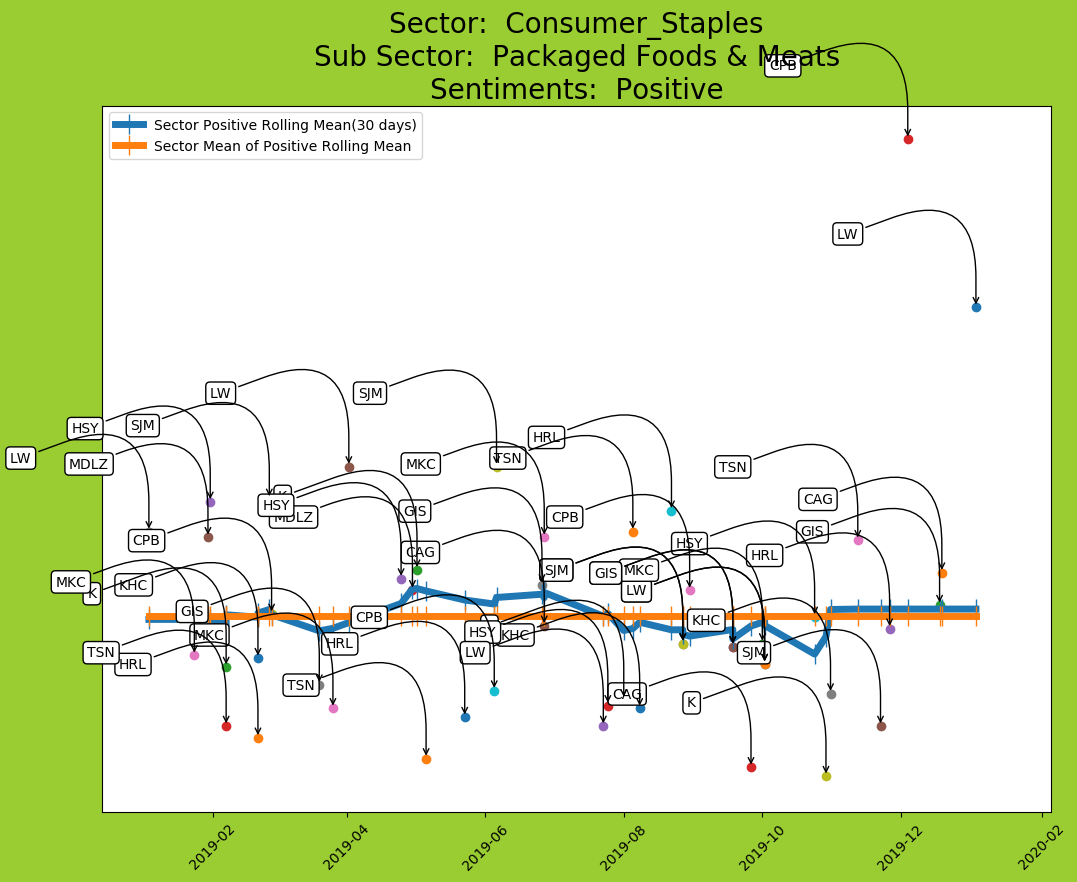 Sector:  Consumer_Staples
Sub Sector:  Packaged Foods & Meats
Sentiments:  Positive
CPB
Sector Positive Rolling Mean(30 days)
Sector Mean of Positive Rolling Mean
LW
LW
SJM
HSY
SJM
HRL
LW
MDLZ
MKC
TSN
TSN
K
HSY
CAG
MDLZ
GIS
CPB
GIS
CPB
HSY
CAG
HRL
MKC
K
KHC
SJM
GIS
MKC
LW
GIS
CPB
KHC
MKC
HSY
KHC
HRL
TSN
LW
SJM
HRL
TSN
CAG
K
2019-02
2019-04
2019-06
2019-08
2019-10
2019-12
2020-02